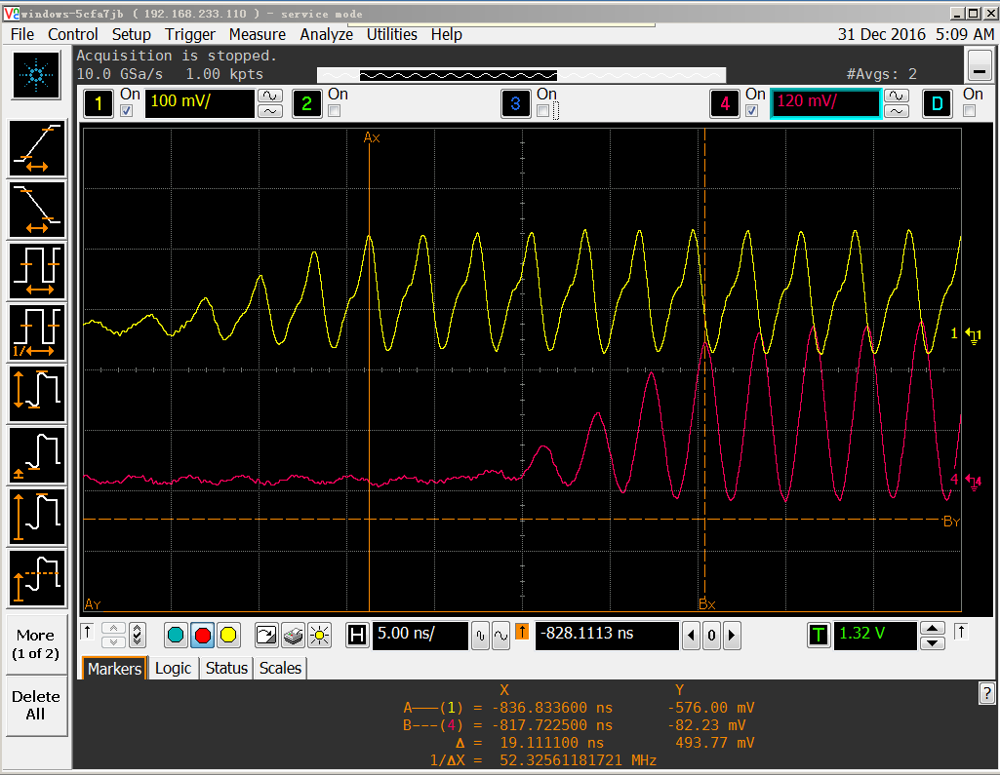 windows-5cfa7jb ( 192.168.233.110 ) - service mode
File Control Setup Trigger Measure Analyze Utilities Help 31 Dec 2016 5:09 AM
Acquisition is stopped.
10.0 GSa/s 1.00 kpts #Avgs: 2
1 On 100 mV/ 2 On 3 On 4 On 120 mV/ D On
Ax
1 1
4 4
BY
AY Bx
1/
More
(1 of 2)
Delete
All
H 5.00 ns/ -828.1113 ns 0 T 1.32 V
Markers Logic Status Scales
?
X Y
A───(1) = -836.833600 ns -576.00 mV
B---(4) = -817.722500 ns -82.23 mV
Δ = 19.111100 ns 493.77 mV
1/ΔX = 52.32561181721 MHz